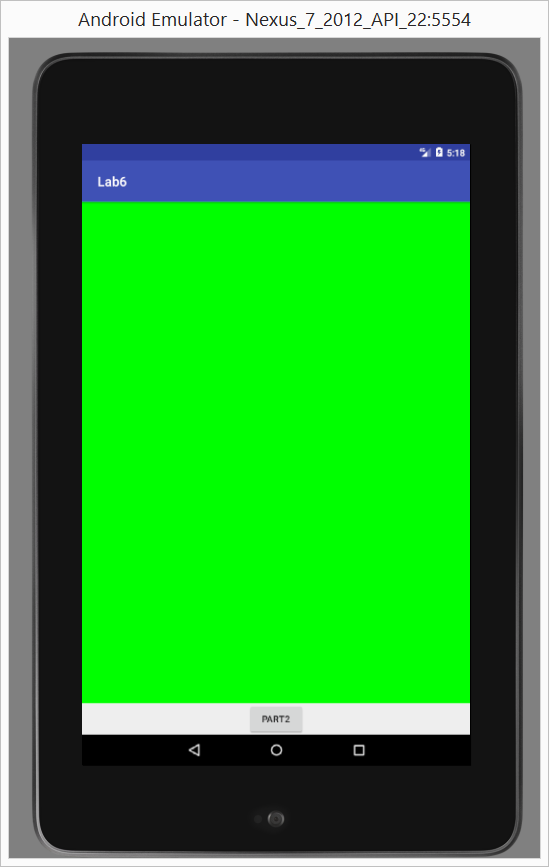 Android Emulator - Nexus_7_2012_API_22:5554
5:18
Lab6
PART2